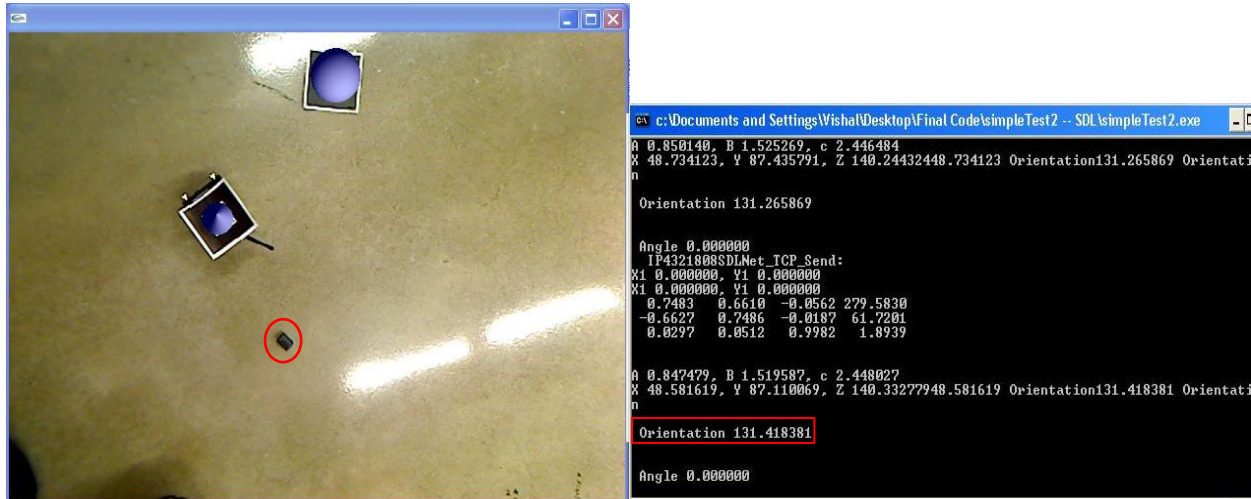 c:\Documents and Settings\Vishal\Desktop\Final Code\simpleTest2 -- SDL\simpleTest2.exe
A 0.850140, B 1.525269, c 2.446484
X 48.734123, Y 87.435791, Z 140.24432448.734123 Orientation131.265869 Orientati
n
Orientation 131.265869
Angle 0.000000
IP4321808SDLNet_TCP_Send:
X1 0.000000, Y1 0.000000
X1 0.000000, Y1 0.000000
0.7483 0.6610 -0.0562 279.5830
-0.6627 0.7486 -0.0187 61.7201
0.0297 0.0512 0.9982 1.8939
A 0.847479, B 1.519587, c 2.448027
X 48.581619, Y 87.110069, Z 140.33277948.581619 Orientation131.418381 Orientati
n
Orientation 131.418381
Angle 0.000000